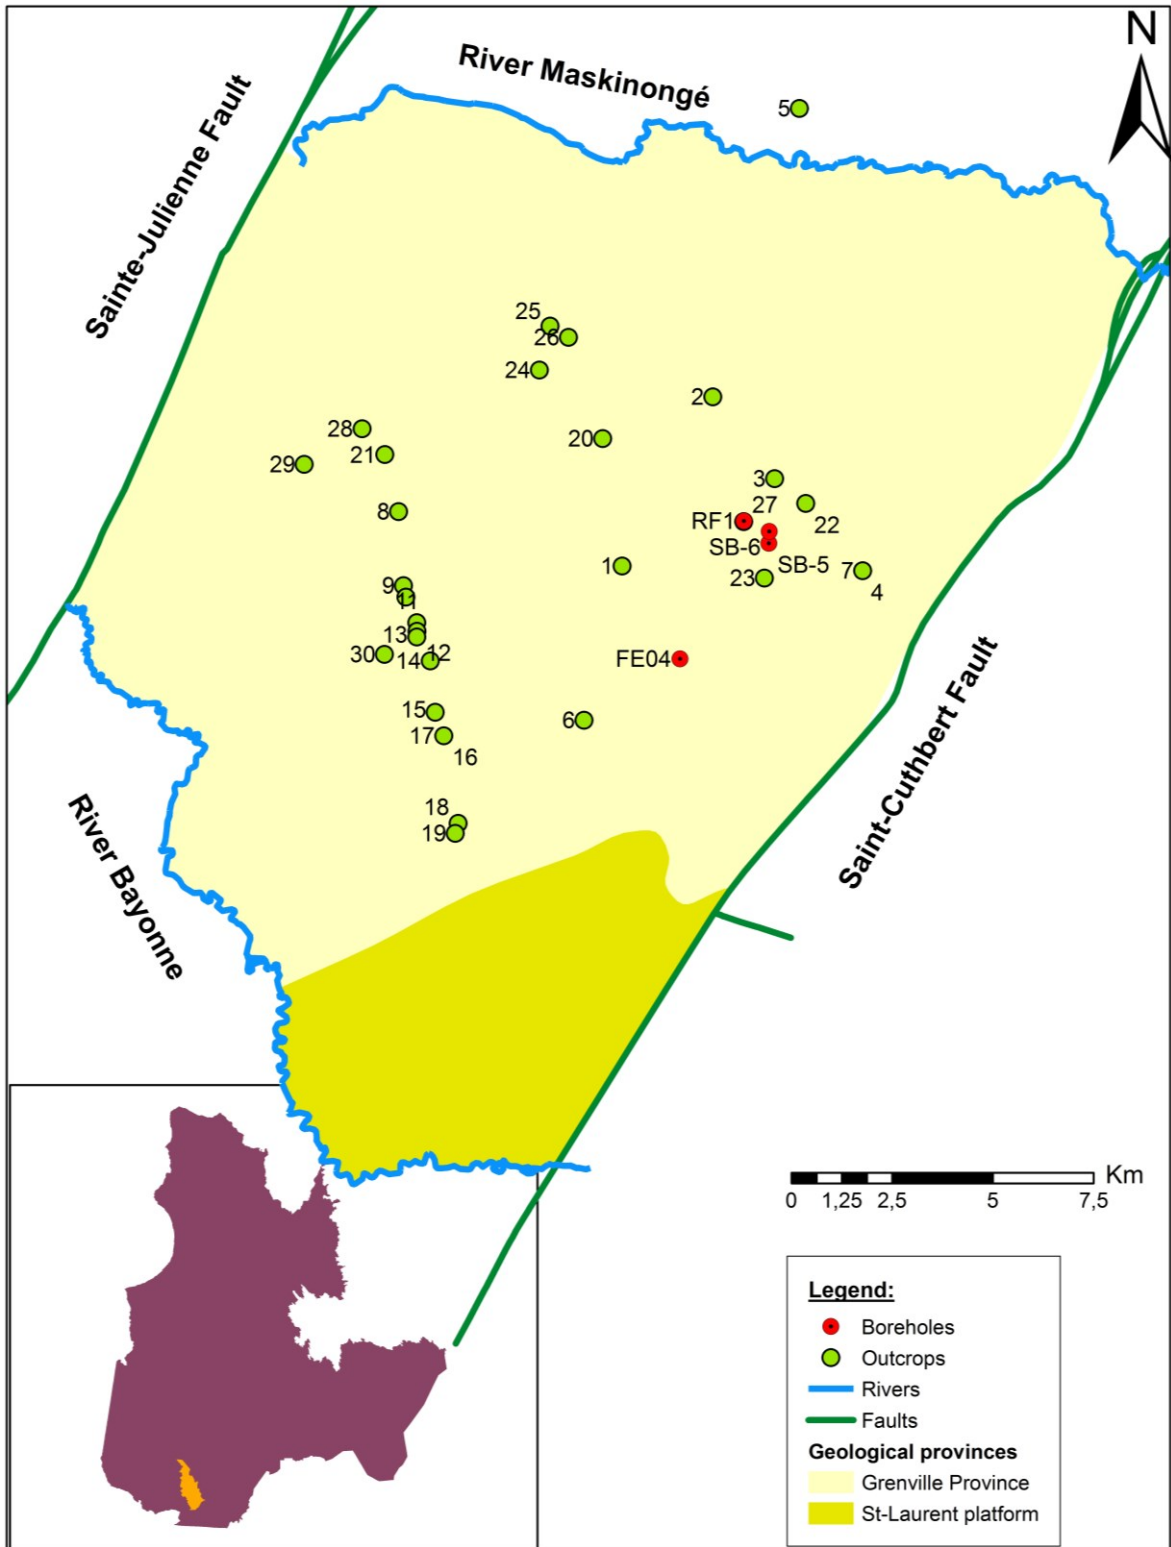 N
River Maskinongé
5
Sainte-Julienne Fault
25
26
24
2
20
28
21
29
3
27
22
8
RF1
SB-6
SB-5
1
23
7
4
9
11
13
12
30
14
FE04
15
6
17
16
18
19
Saint-Cuthbert Fault
River Bayonne
Km
0 1,25 2,5 5 7,5
Legend:
Boreholes
Outcrops
Rivers
Faults
Geological provinces
Grenville Province
St-Laurent platform